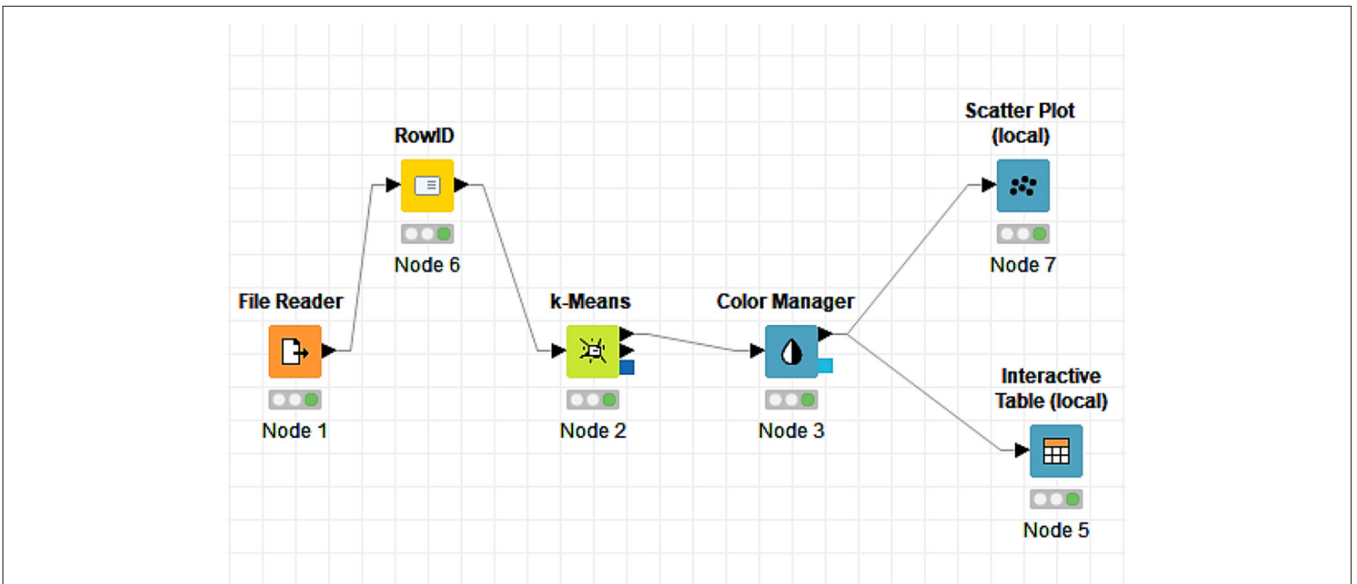 Scatter Plot
(local)
RowID
Node 6
Node 7
File Reader
k-Means
Color Manager
Interactive
Table (local)
Node 1
Node 2
Node 3
Node 5